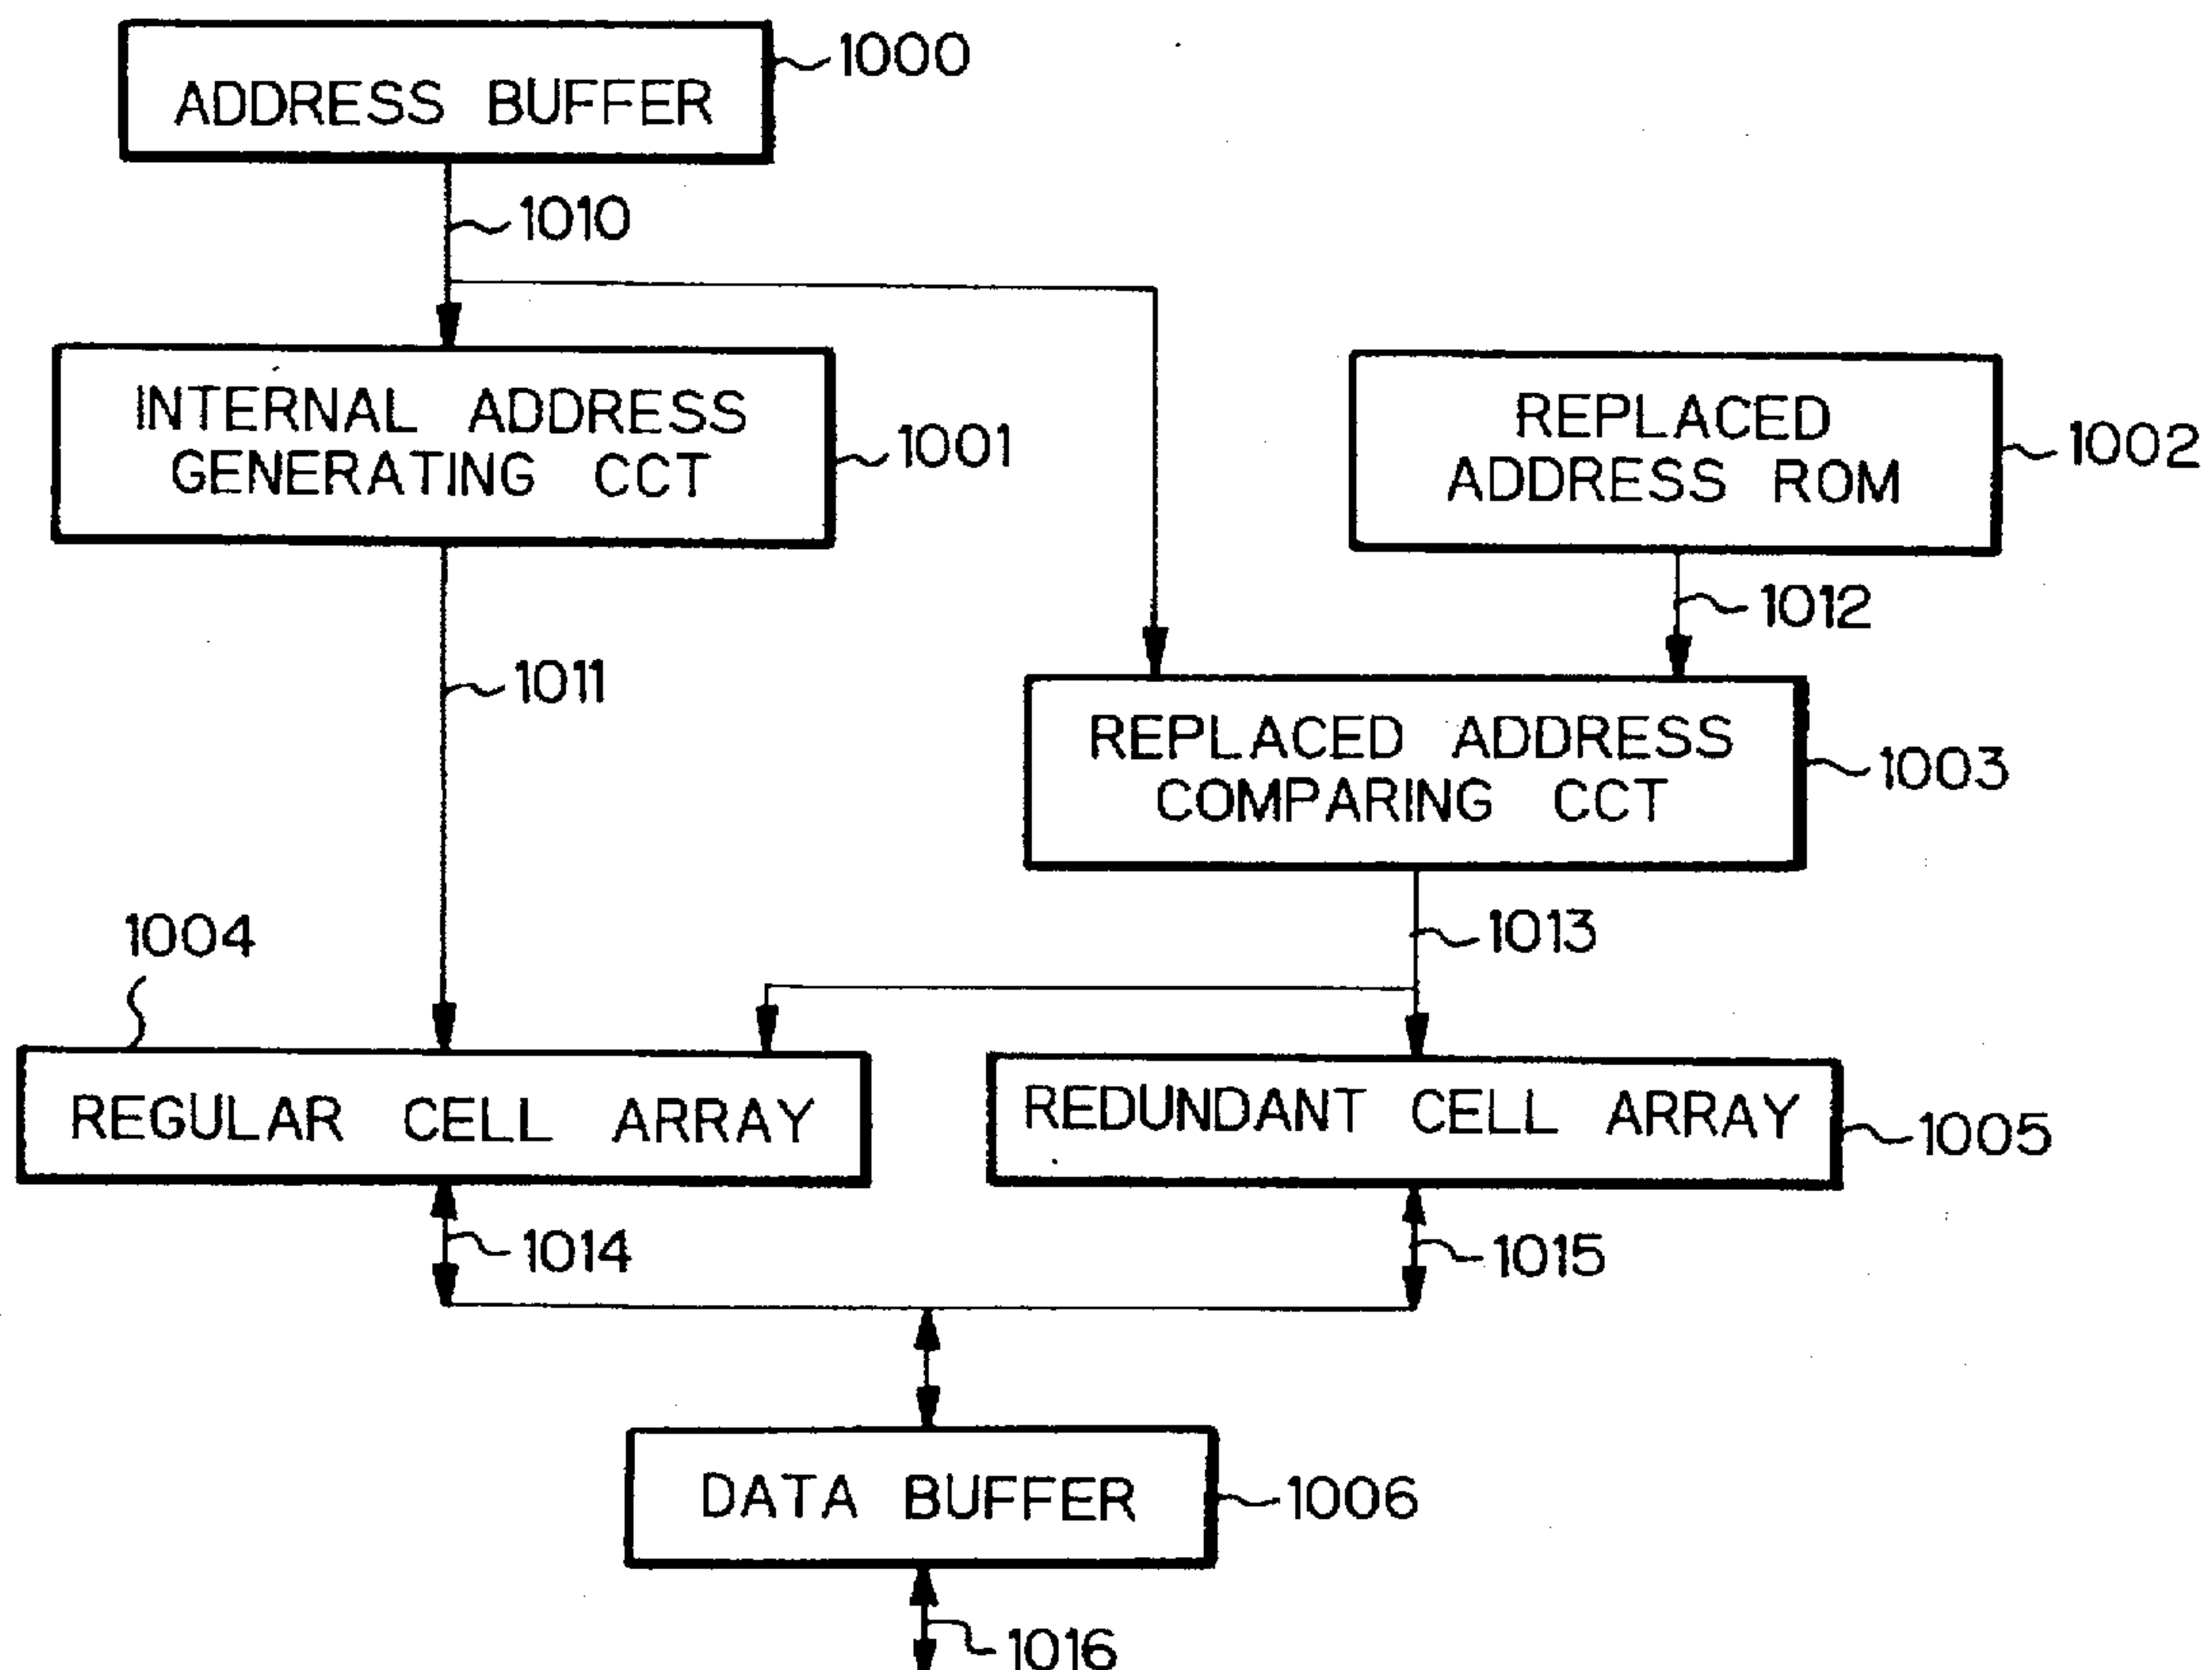 ADDRESS BUFFER
1000
1010
INTERNAL ADDRESS
GENERATING CCT
1001
REPLACED
ADDRESS ROM
1002
1012
1011
REPLACED ADDRESS
COMPARING CCT
1003
1013
1004
REGULAR CELL ARRAY
REDUNDANT CELL ARRAY
1005
1014
1015
DATA BUFFER
1006
1016